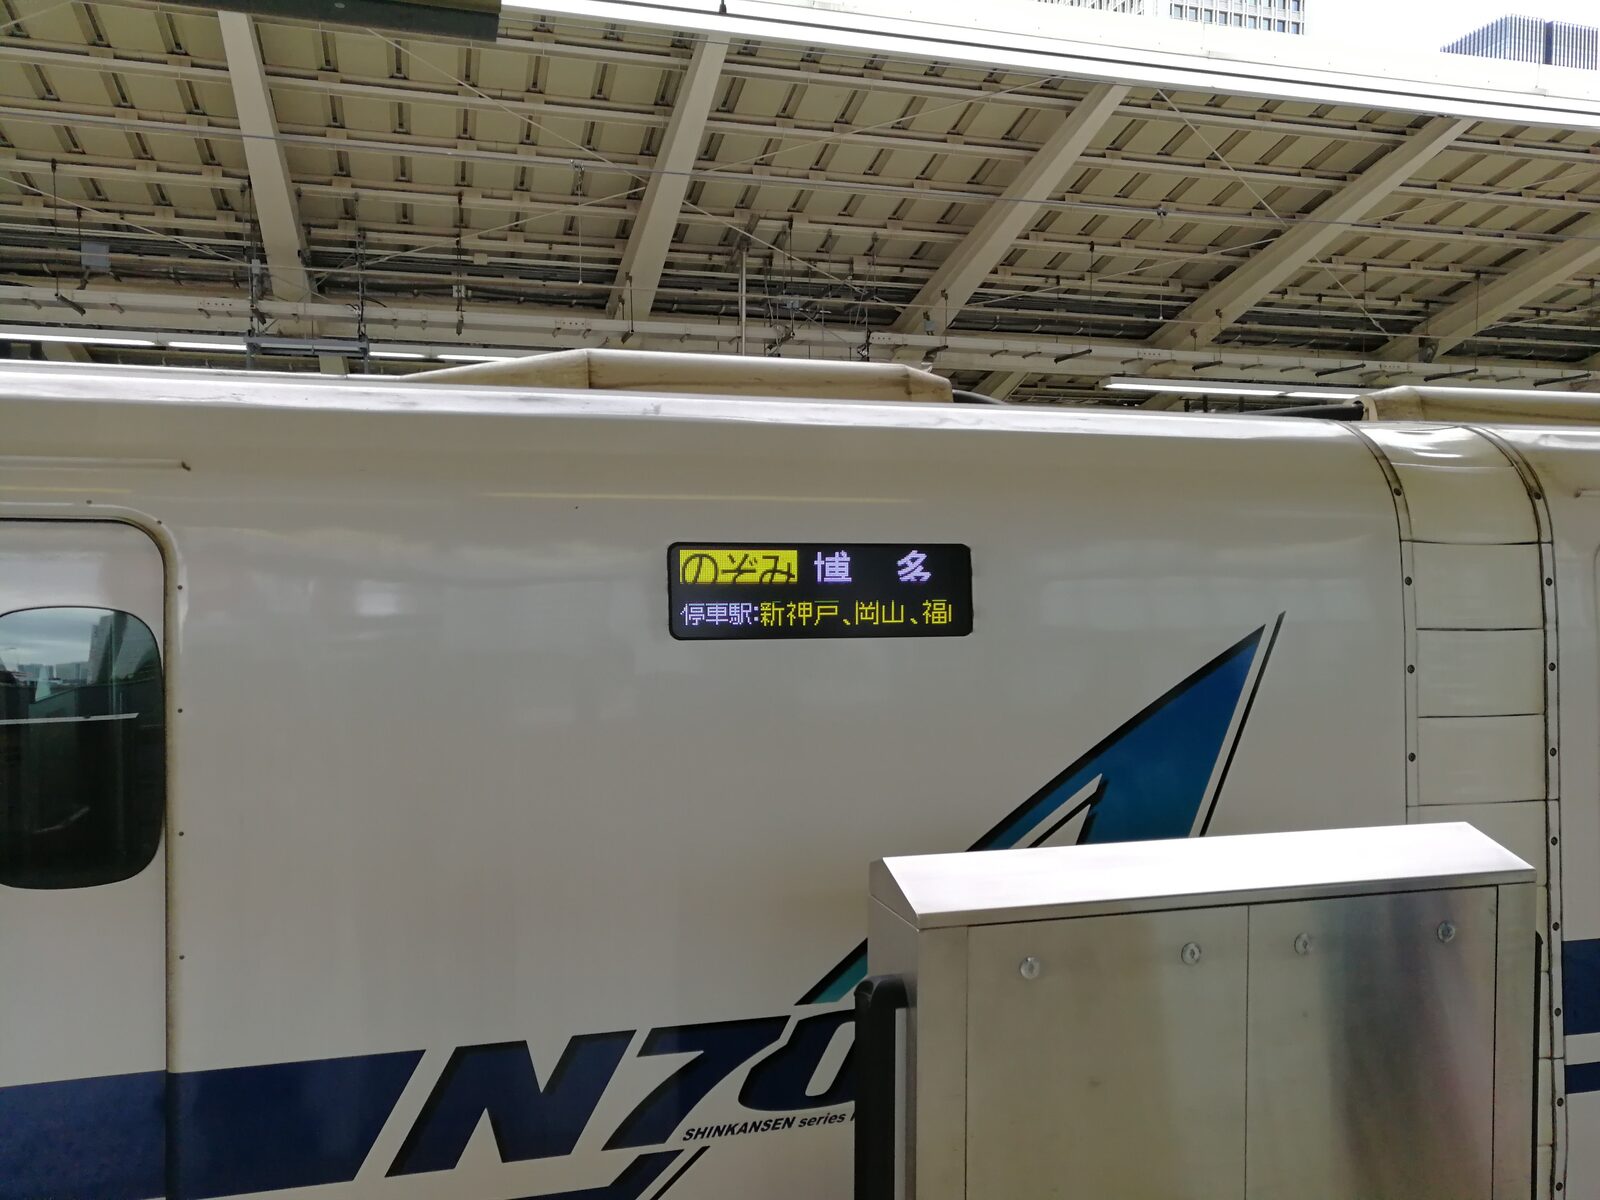 のぞみ 博多
停車駅:新神戸、岡山、福
N70
SHINKANSEN series